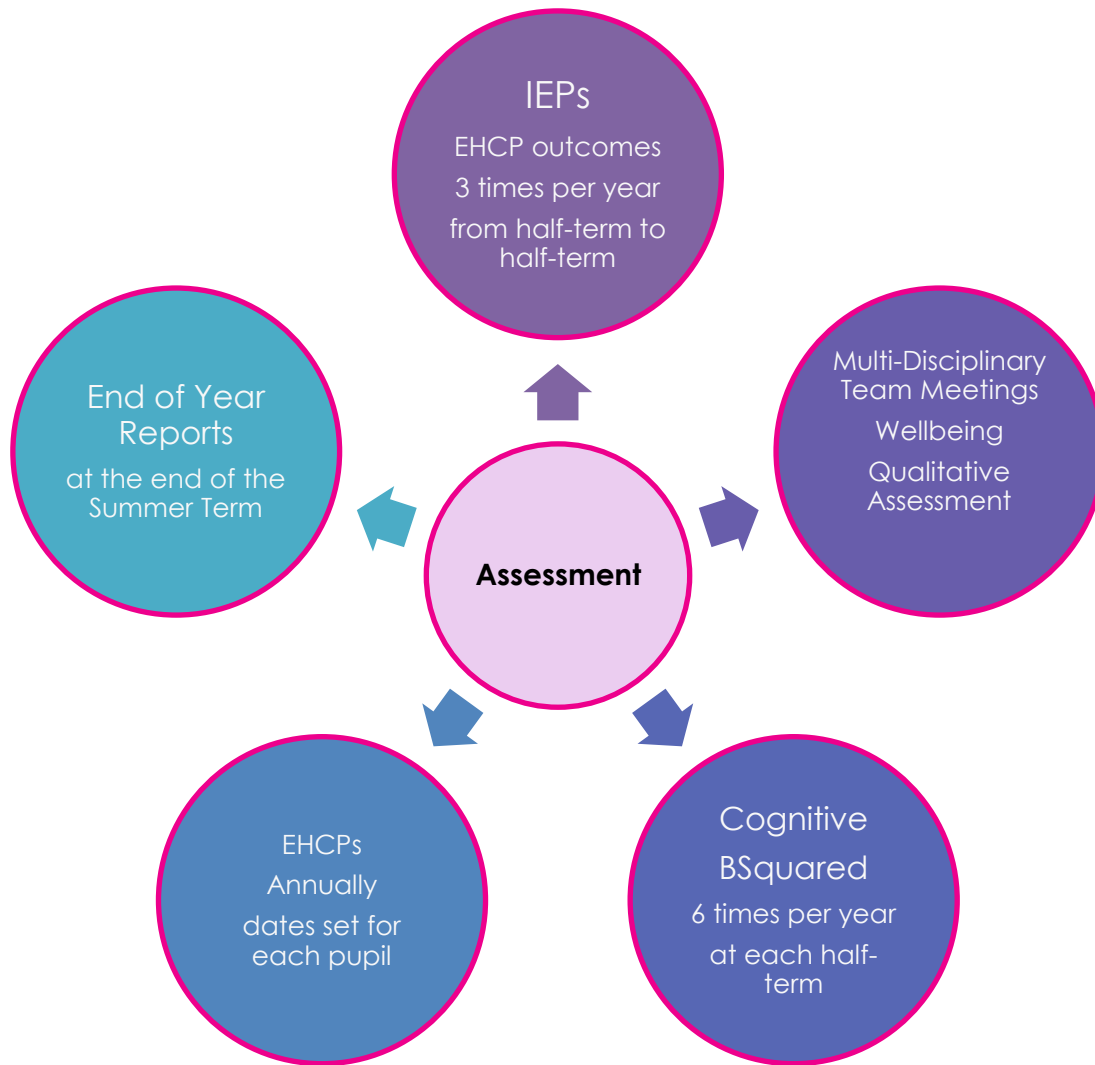 IEPs
EHCP outcomes
3 times per year
from half-term to
half-term
Multi-Disciplinary
Team Meetings
Wellbeing
Qualitative
Assessment
End of Year
Reports
at the end of the
Summer Term
Assessment
EHCPs
Annually
dates set for
each pupil
Cognitive
BSquared
6 times per year
at each half-
term